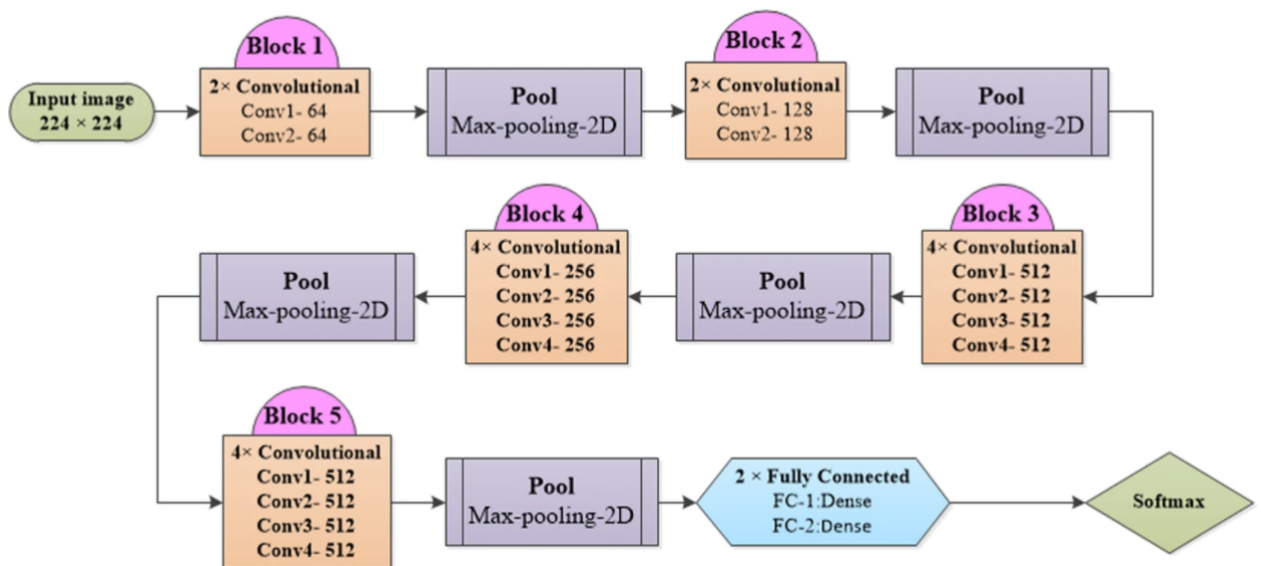 Input image
224 × 224
Block 1
2× Convolutional
Conv1- 64
Conv2- 64
Pool
Max-pooling-2D
Block 2
2× Convolutional
Conv1- 128
Conv2- 128
Pool
Max-pooling-2D
Block 3
4× Convolutional
Conv1- 512
Conv2- 512
Conv3- 512
Conv4- 512
Pool
Max-pooling-2D
Block 4
4× Convolutional
Conv1- 256
Conv2- 256
Conv3- 256
Conv4- 256
Pool
Max-pooling-2D
Block 5
4× Convolutional
Conv1- 512
Conv2- 512
Conv3- 512
Conv4- 512
Pool
Max-pooling-2D
2 × Fully Connected
FC-1:Dense
FC-2:Dense
Softmax